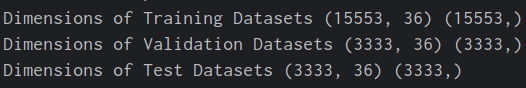 Dimensions of Training Datasets (15553, 36) (15553,)
Dimensions of Validation Datasets (3333, 36) (3333,)
Dimensions of Test Datasets (3333, 36) (3333,)